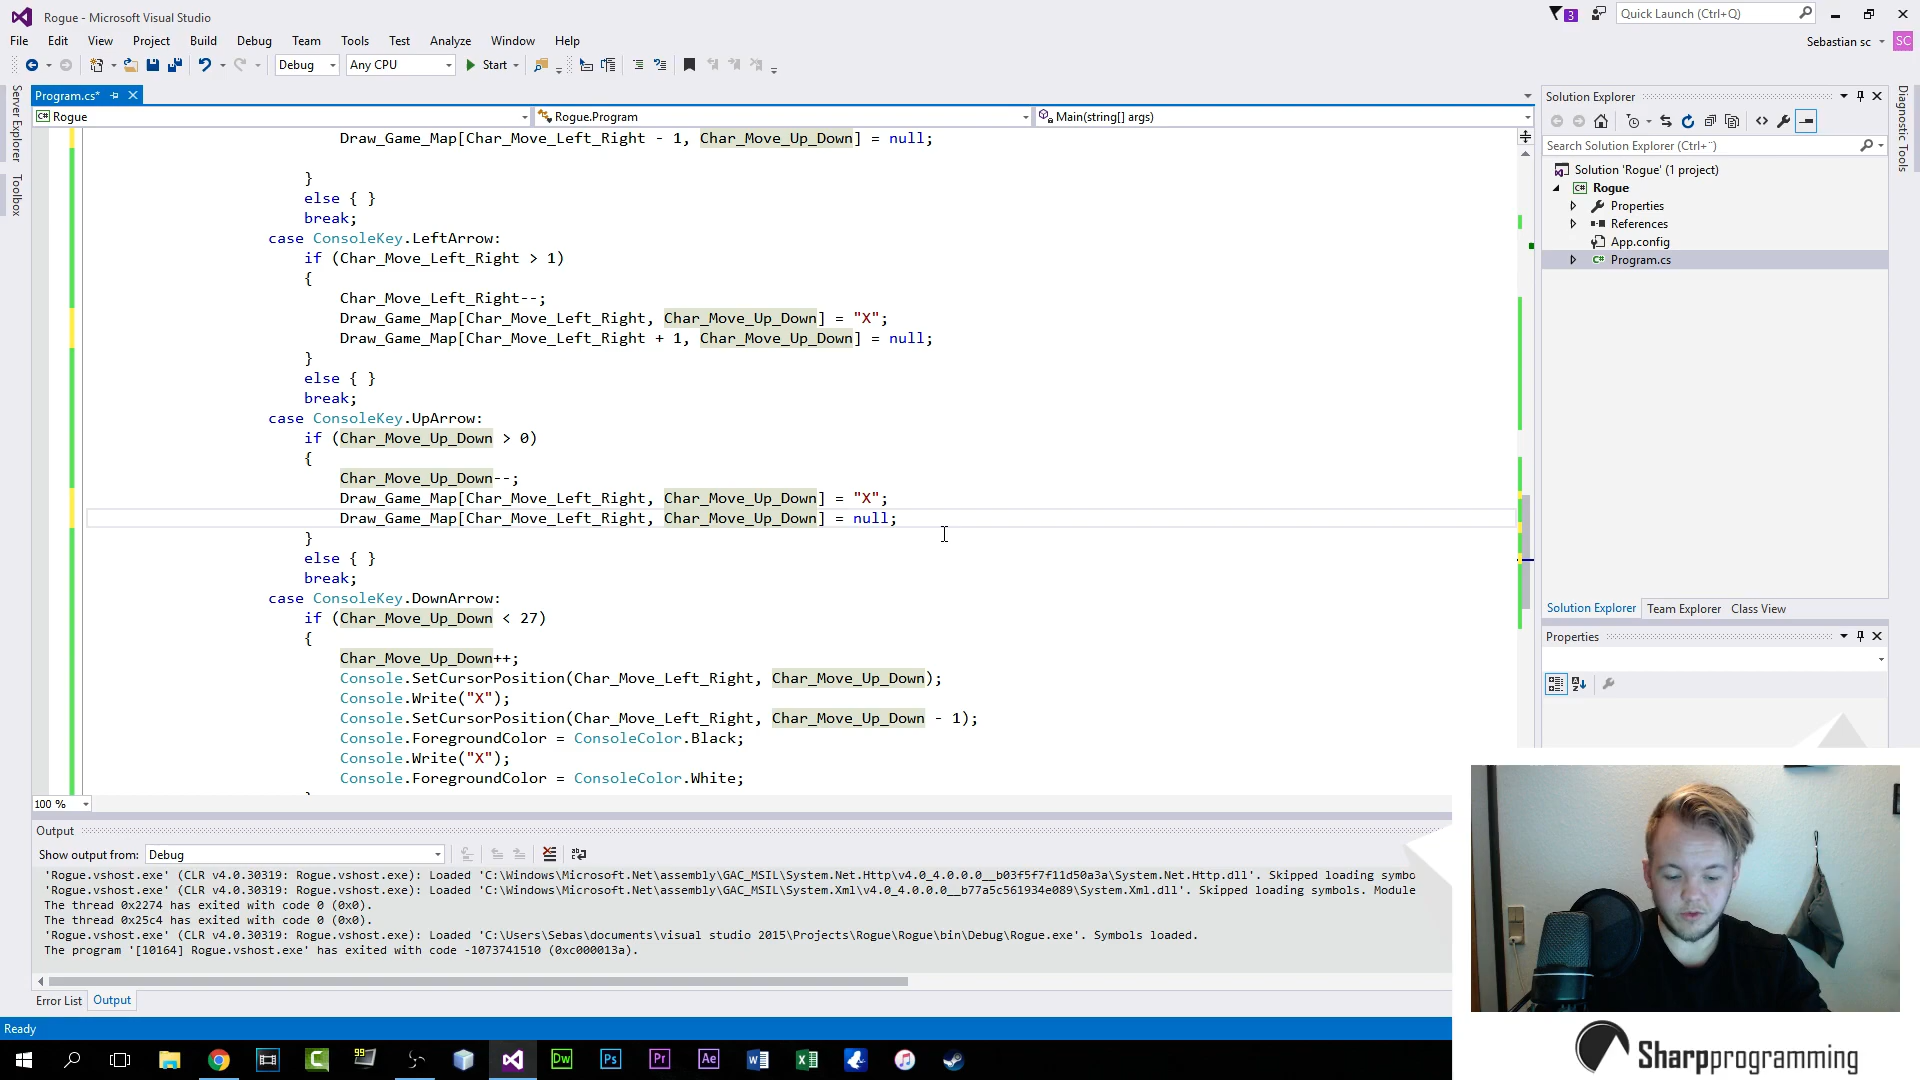 Rogue - Microsoft Visual Studio
3
Quick Launch (Ctrl+Q)
File Edit View Project Build Debug Team Tools Test Analyze Window Help
Sebastian sc SC
Debug Any CPU Start
Server Explorer
Toolbox
Program.cs*
Rogue
Rogue.Program
Main(string[] args)
Draw_Game_Map[Char_Move_Left_Right - 1, Char_Move_Up_Down] = null;
}
else { }
break;
case ConsoleKey.LeftArrow:
if (Char_Move_Left_Right > 1)
{
Char_Move_Left_Right--;
Draw_Game_Map[Char_Move_Left_Right, Char_Move_Up_Down] = "X";
Draw_Game_Map[Char_Move_Left_Right + 1, Char_Move_Up_Down] = null;
}
else { }
break;
case ConsoleKey.UpArrow:
if (Char_Move_Up_Down > 0)
{
Char_Move_Up_Down--;
Draw_Game_Map[Char_Move_Left_Right, Char_Move_Up_Down] = "X";
Draw_Game_Map[Char_Move_Left_Right, Char_Move_Up_Down] = null;
}
else { }
break;
case ConsoleKey.DownArrow:
if (Char_Move_Up_Down < 27)
{
Char_Move_Up_Down++;
Console.SetCursorPosition(Char_Move_Left_Right, Char_Move_Up_Down);
Console.Write("X");
Console.SetCursorPosition(Char_Move_Left_Right, Char_Move_Up_Down - 1);
Console.ForegroundColor = ConsoleColor.Black;
Console.Write("X");
Console.ForegroundColor = ConsoleColor.White;
100 %
Solution Explorer
Search Solution Explorer (Ctrl+¨)
Solution 'Rogue' (1 project)
Rogue
Properties
References
App.config
Program.cs
Solution Explorer Team Explorer Class View
Properties
Diagnostic Tools
Output
Show output from: Debug
'Rogue.vshost.exe' (CLR v4.0.30319: Rogue.vshost.exe): Loaded 'C:\Windows\Microsoft.Net\assembly\GAC_MSIL\System.Net.Http\v4.0_4.0.0.0__b03f5f7f11d50a3a\System.Net.Http.dll'. Skipped loading symbo
'Rogue.vshost.exe' (CLR v4.0.30319: Rogue.vshost.exe): Loaded 'C:\Windows\Microsoft.Net\assembly\GAC_MSIL\System.Xml\v4.0_4.0.0.0__b77a5c561934e089\System.Xml.dll'. Skipped loading symbols. Module
The thread 0x2274 has exited with code 0 (0x0).
The thread 0x25c4 has exited with code 0 (0x0).
'Rogue.vshost.exe' (CLR v4.0.30319: Rogue.vshost.exe): Loaded 'C:\Users\Sebas\documents\visual studio 2015\Projects\Rogue\Rogue\bin\Debug\Rogue.exe'. Symbols loaded.
The program '[10164] Rogue.vshost.exe' has exited with code -1073741510 (0xc000013a).
Error List Output
Ready
Dw Ps Pr Ae
Sharpprogramming